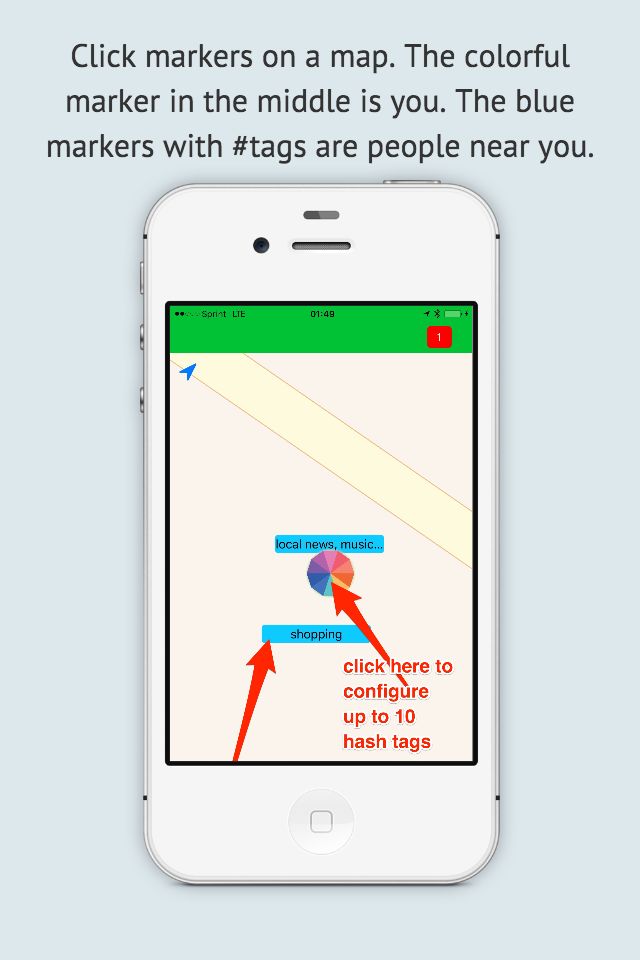 Click markers on a map. The colorful
marker in the middle is you. The blue
markers with #tags are people near you.
Sprint LTE 01:49
1
local news, music...
shopping
click here to
configure
up to 10
hash tags